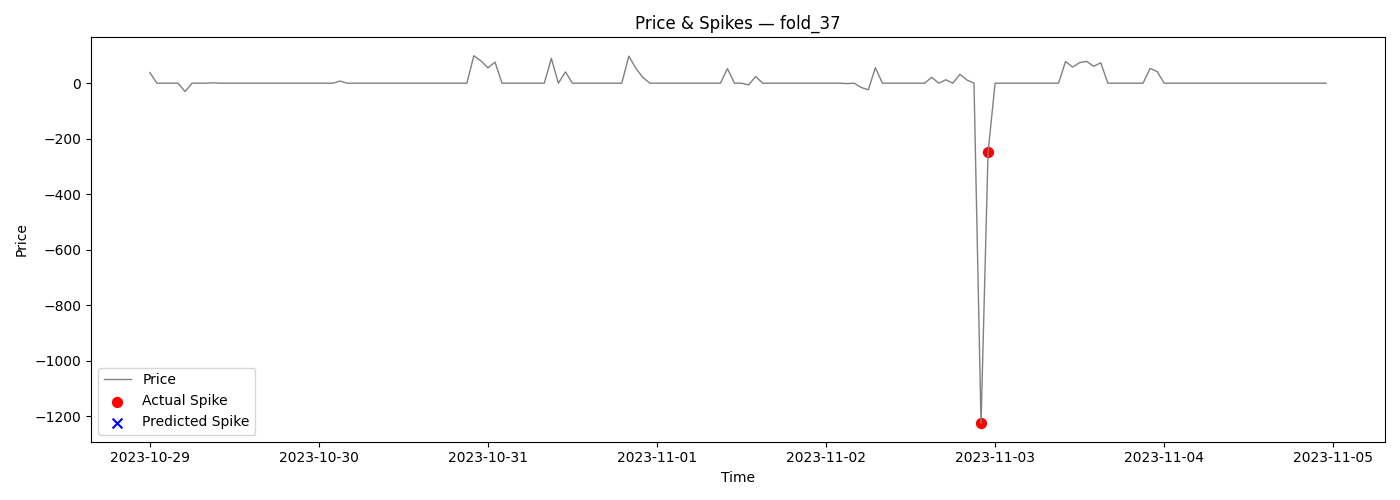 Price & Spikes — fold_37
Price
0
−200
−400
−600
−800
−1000
−1200
Price
Actual Spike
Predicted Spike
2023-10-29 2023-10-30 2023-10-31 2023-11-01 2023-11-02 2023-11-03 2023-11-04 2023-11-05
Time